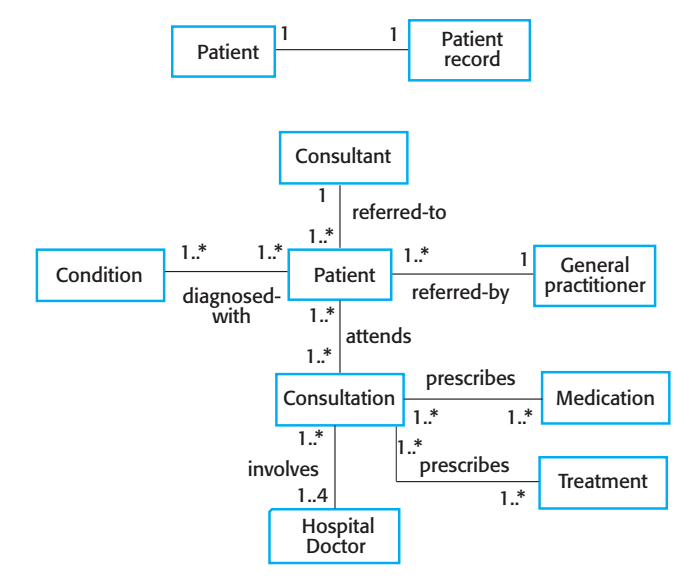 1 1
Patient
Patient
record
Consultant
1
referred-to
1..*
1..* 1..* 1..* 1
Condition
Patient
General
practitioner
diagnosed-
with
referred-by
1..*
attends
1..*
prescribes
Consultation
Medication
1..* 1..*
1..*
1..*
involves
prescribes
Treatment
1..4
1..*
Hospital
Doctor